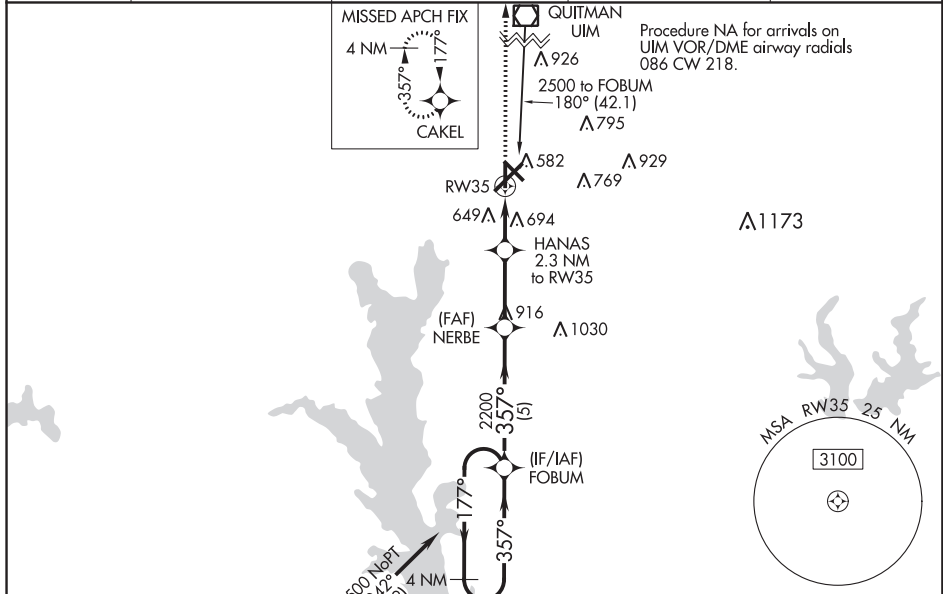 MISSED APCH FIX
4 NM
177°
357°
CAKEL
QUITMAN
UIM
Procedure NA for arrivals on
UIM VOR/DME airway radials
086 CW 218.
926
2500 to FOBUM
180° (42.1)
795
582
929
769
RW35
649
694
1173
HANAS
2.3 NM
to RW35
916
(FAF)
NERBE
1030
2200
357°
(5)
MSA RW35 25 NM
3100
(IF/IAF)
FOBUM
177°
357°
NoPT
4 NM